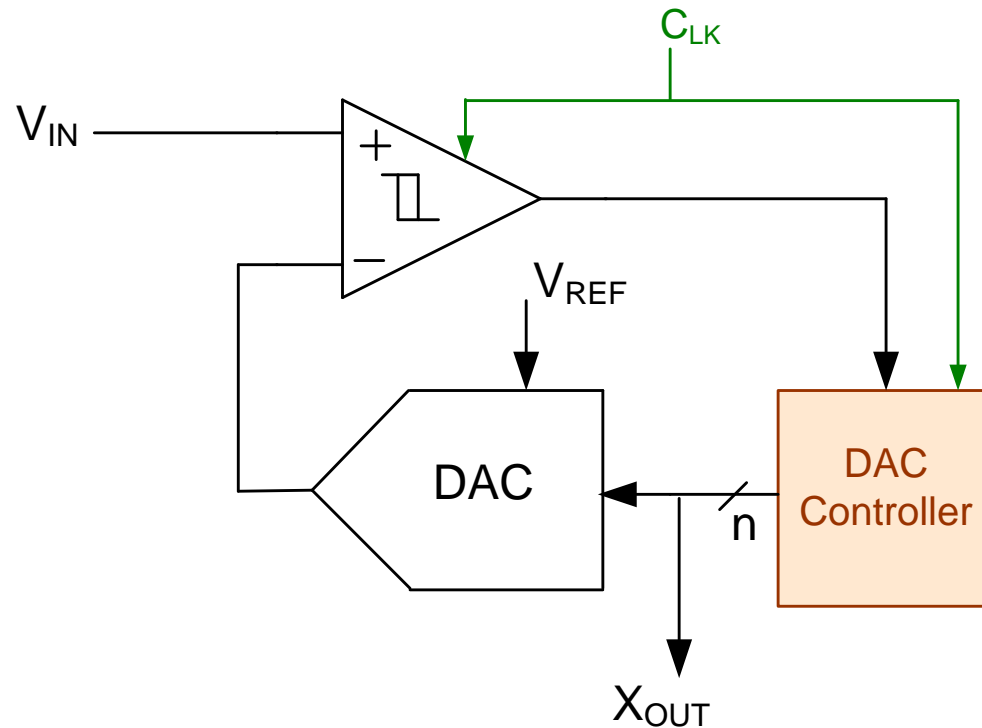 CLK
VIN
+
−
VREF
DAC
DAC
Controller
n
XOUT